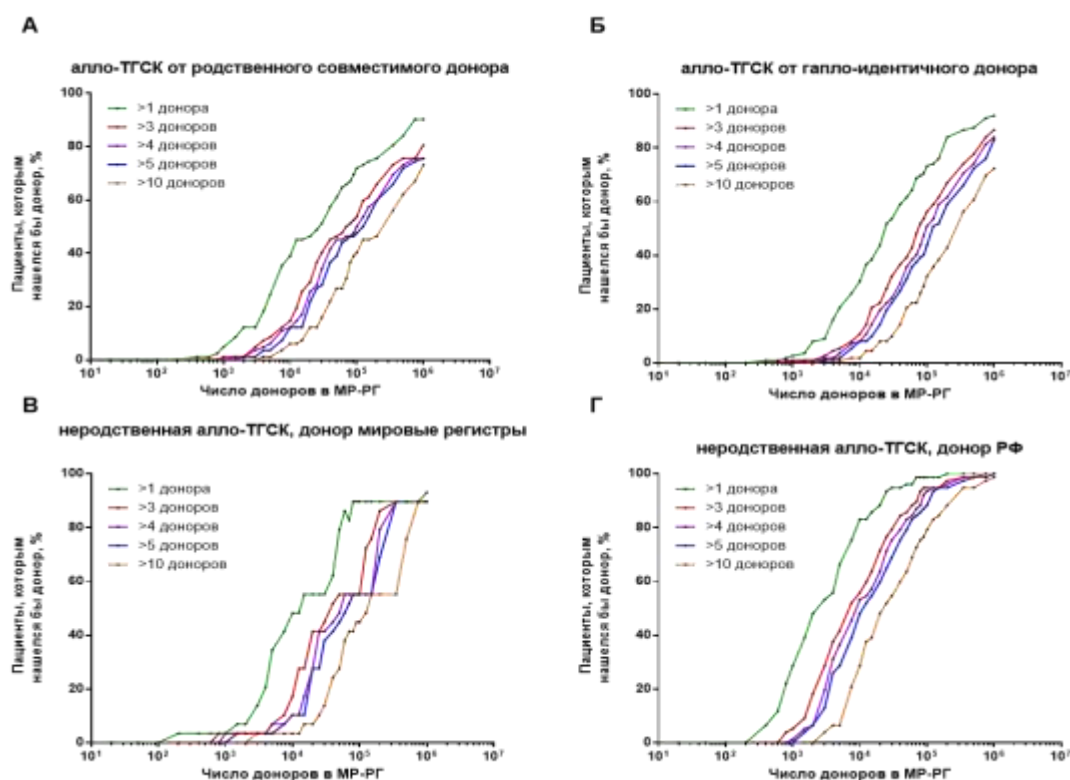 А
алло-ТГСК от родственного совместимого донора
Пациенты, которым
нашелся бы донор, %
100
80
60
40
20
0
>1 донора
>3 доноров
>4 доноров
>5 доноров
>10 доноров
10¹ 10² 10³ 10⁴ 10⁵ 10⁶ 10⁷
Число доноров в МР-РГ
Б
алло-ТГСК от гапло-идентичного донора
Пациенты, которым
нашелся бы донор, %
100
80
60
40
20
0
>1 донора
>3 доноров
>4 доноров
>5 доноров
>10 доноров
10¹ 10² 10³ 10⁴ 10⁵ 10⁶ 10⁷
Число доноров в МР-РГ
В
неродственная алло-ТГСК, донор мировые регистры
Пациенты, которым
нашелся бы донор, %
100
80
60
40
20
0
>1 донора
>3 доноров
>4 доноров
>5 доноров
>10 доноров
10¹ 10² 10³ 10⁴ 10⁵ 10⁶ 10⁷
Число доноров в МР-РГ
Г
неродственная алло-ТГСК, донор РФ
Пациенты, которым
нашелся бы донор, %
100
80
60
40
20
0
>1 донора
>3 доноров
>4 доноров
>5 доноров
>10 доноров
10¹ 10² 10³ 10⁴ 10⁵ 10⁶ 10⁷
Число доноров в МР-РГ